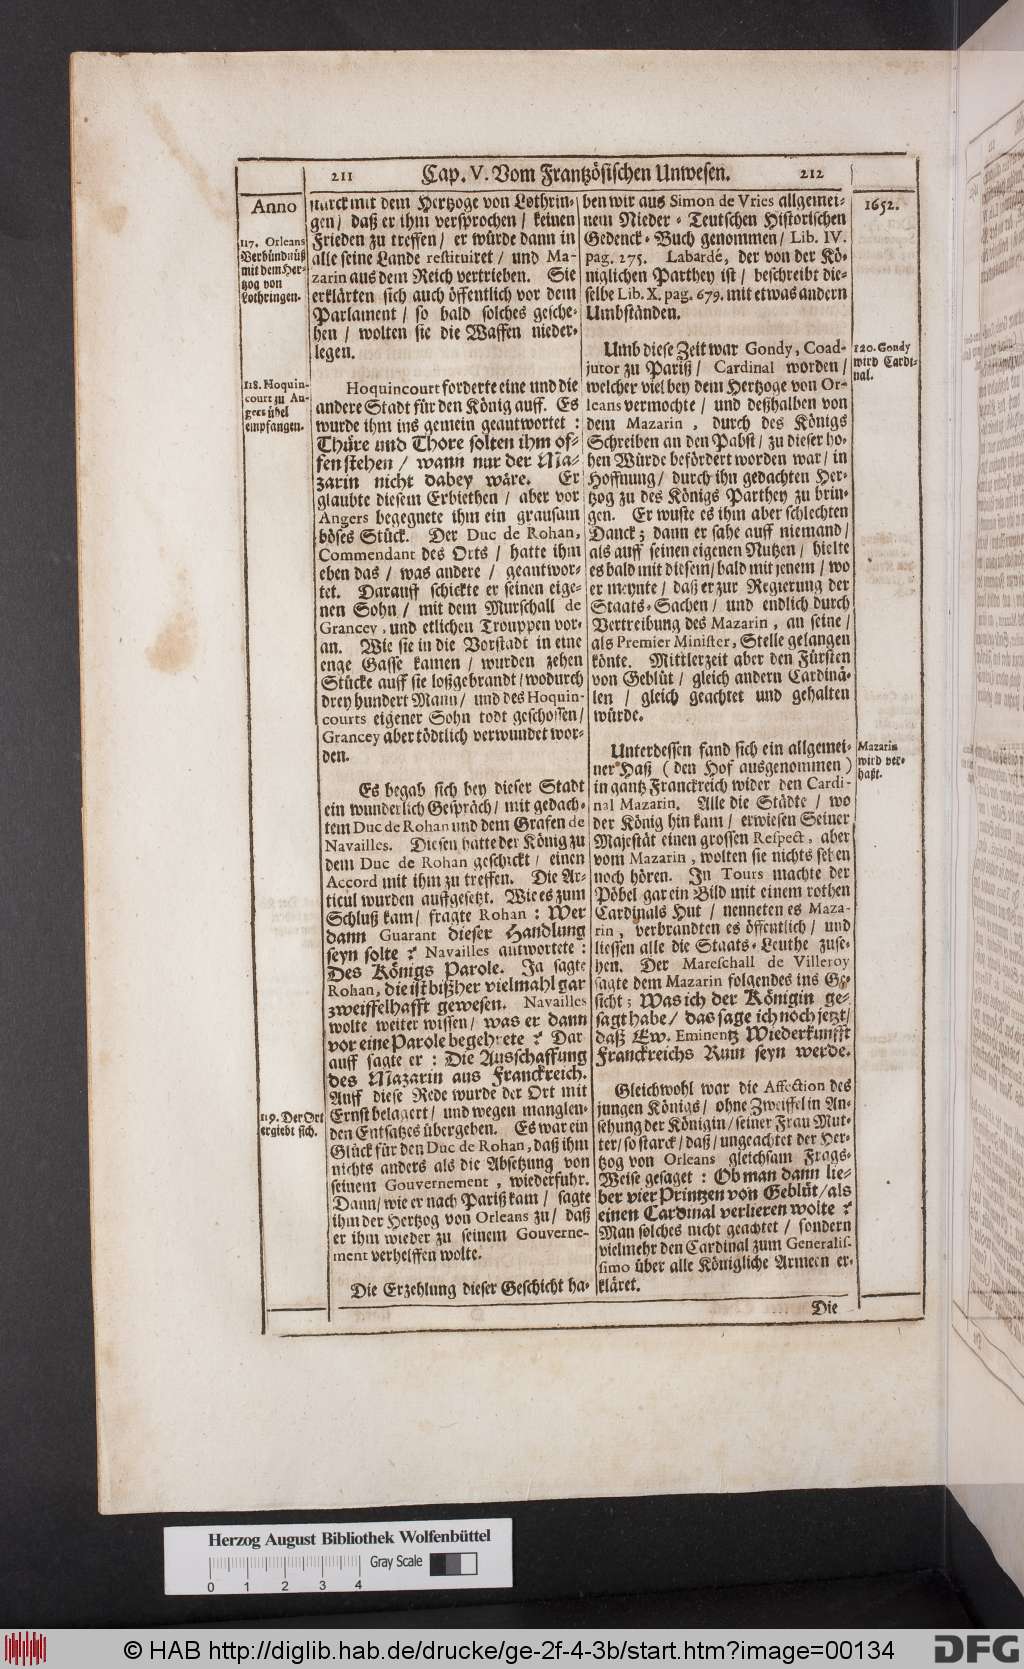 211 Cap. V. Vom Frantzösischen Unwesen. 212
Anno
1652.
117. Orleans
Verbündnüß
mit dem Her-
tzog von
Lothringen.
118. Hoquin-
court zu An-
gers übel
empfangen.
119. Der Ort
ergiebt sich.
nurck mit dem Hertzoge von Lothrin-
gen / daß er ihm versprochen / keinen
Frieden zu treffen / er würde dann in
alle seine Lande restituiret / und Ma-
zarin aus dem Reich vertrieben. Sie
erklärten sich auch öffentlich vor dem
Parlament / so bald solches gesche-
hen / wolten sie die Waffen nieder-
legen.
Hoquincourt forderte eine und die
andere Stadt für den König auff. Es
wurde ihm ins gemein geantwortet :
Thüre und Thore solten ihm of-
fen stehen / wann nur der Ma-
zarin nicht dabey wäre. Er
glaubte diesem Erbiethen / aber vor
Angers begegnete ihm ein grausam
böses Stück. Der Duc de Rohan,
Commendant des Orts / hatte ihm
eben das / was andere / geantwor-
tet. Darauff schickte er seinen eige-
nen Sohn / mit dem Murschall de
Grancey, und etlichen Trouppen vor-
an. Wie sie in die Vorstadt in eine
enge Gasse kamen / wurden zehen
Stücke auff sie loßgebrandt / wodurch
drey hundert Mann / und des Hoquin-
courts eigener Sohn todt geschossen /
Grancey aber tödtlich verwundet wor-
den.
Es begab sich bey dieser Stadt
ein wunderlich Gespräch / mit gedach-
tem Duc de Rohan und dem Grafen de
Navailles. Diesen hatte der König zu
dem Duc de Rohan geschickt / einen
Accord mit ihm zu treffen. Die Ar-
ticul wurden auffgesetzt. Wie es zum
Schluß kam / fragte Rohan : Wer
dann Guarant dieser Handlung
seyn solte ? Navailles antwortete :
Des Königs Parole. Ja sagte
Rohan, die ist bißher vielmahl gar
zweiffelhafft gewesen. Navailles
wolte weiter wissen / was er dann
vor eine Parole begehrete ? Dar
auff sagte er : Die Ausschaffung
des Mazarin aus Franckreich.
Auff diese Rede wurde der Ort mit
Ernst belagert / und wegen manglen-
den Entsatzes übergeben. Es war ein
Glück für den Duc de Rohan, daß ihm
nichts anders als die Absetzung von
seinem Gouvernement, wiederfuhr.
Dann / wie er nach Pariß kam / sagte
ihm der Hertzog von Orleans zu / daß
er ihm wieder zu seinem Gouverne-
ment verhelffen wolte.
Die Erzehlung dieser Geschicht ha-
ben wir aus Simon de Vries allgemei-
nem Nieder-Teutschen Historischen
Gedenck-Buch genommen / Lib. IV.
pag. 275. Labardé, der von der Kö-
niglichen Parthey ist / beschreibt die-
selbe Lib. X. pag. 679. mit etwas andern
Umbständen.
Umb diese Zeit war Gondy, Coad-
jutor zu Pariß / Cardinal worden /
welcher viel bey dem Hertzoge von Or-
leans vermochte / und deßhalben von
dem Mazarin, durch des Königs
Schreiben an den Pabst / zu dieser ho-
hen Würde befördert worden war / in
Hoffnung / durch ihn gedachten Her-
tzog zu des Königs Parthey zu brin-
gen. Er wuste es ihm aber schlechten
Danck ; dann er sahe auff niemand /
als auff seinen eigenen Nutzen / hielte
es bald mit diesem / bald mit jenem / wo
er meynte / daß er zur Regierung der
Staats-Sachen / und endlich durch
Vertreibung des Mazarin, an seine /
als Premier Minister, Stelle gelangen
könte. Mittlerzeit aber den Fürsten
von Geblüt / gleich andern Cardinä-
len / gleich geachtet und gehalten
würde.
Unterdessen fand sich ein allgemei-
ner Haß ( den Hof ausgenommen )
in gantz Franckreich wider den Cardi-
nal Mazarin. Alle die Städte / wo
der König hin kam / erwiesen Seiner
Majestät einen grossen Respect, aber
vom Mazarin, wolten sie nichts sehen
noch hören. In Tours machte der
Pöbel gar ein Bild mit einem rothen
Cardinals Hut / nenneten es Maza-
rin, verbrandten es öffentlich / und
liessen alle die Staats-Leuthe zuse-
hen. Der Mareschall de Villeroy
sagte dem Mazarin folgendes ins Ge-
sicht ; Was ich der Königin ge-
sagt habe / das sage ich noch jetzt /
daß Ew. Eminentz Wiederkunfft
Franckreichs Ruin seyn werde.
Gleichwohl war die Affection des
jungen Königs / ohne Zweiffel in An-
sehung der Königin / seiner Frau Mut-
ter / so starck / daß / ungeachtet der Her-
tzog von Orleans gleichsam Frags-
Weise gesaget : Ob man dann lie-
ber vier Printzen von Geblüt / als
einen Cardinal verlieren wolte ?
Man solches nicht geachtet / sondern
vielmehr den Cardinal zum Generalis-
simo über alle Königliche Armeen er-
kläret.
Die
120. Gondy
wird Cardi-
nal.
Mazarin
wird ver-
haßt.
Herzog August Bibliothek Wolfenbüttel
Gray Scale
0 1 2 3 4
© HAB http://diglib.hab.de/drucke/ge-2f-4-3b/start.htm?image=00134
DFG